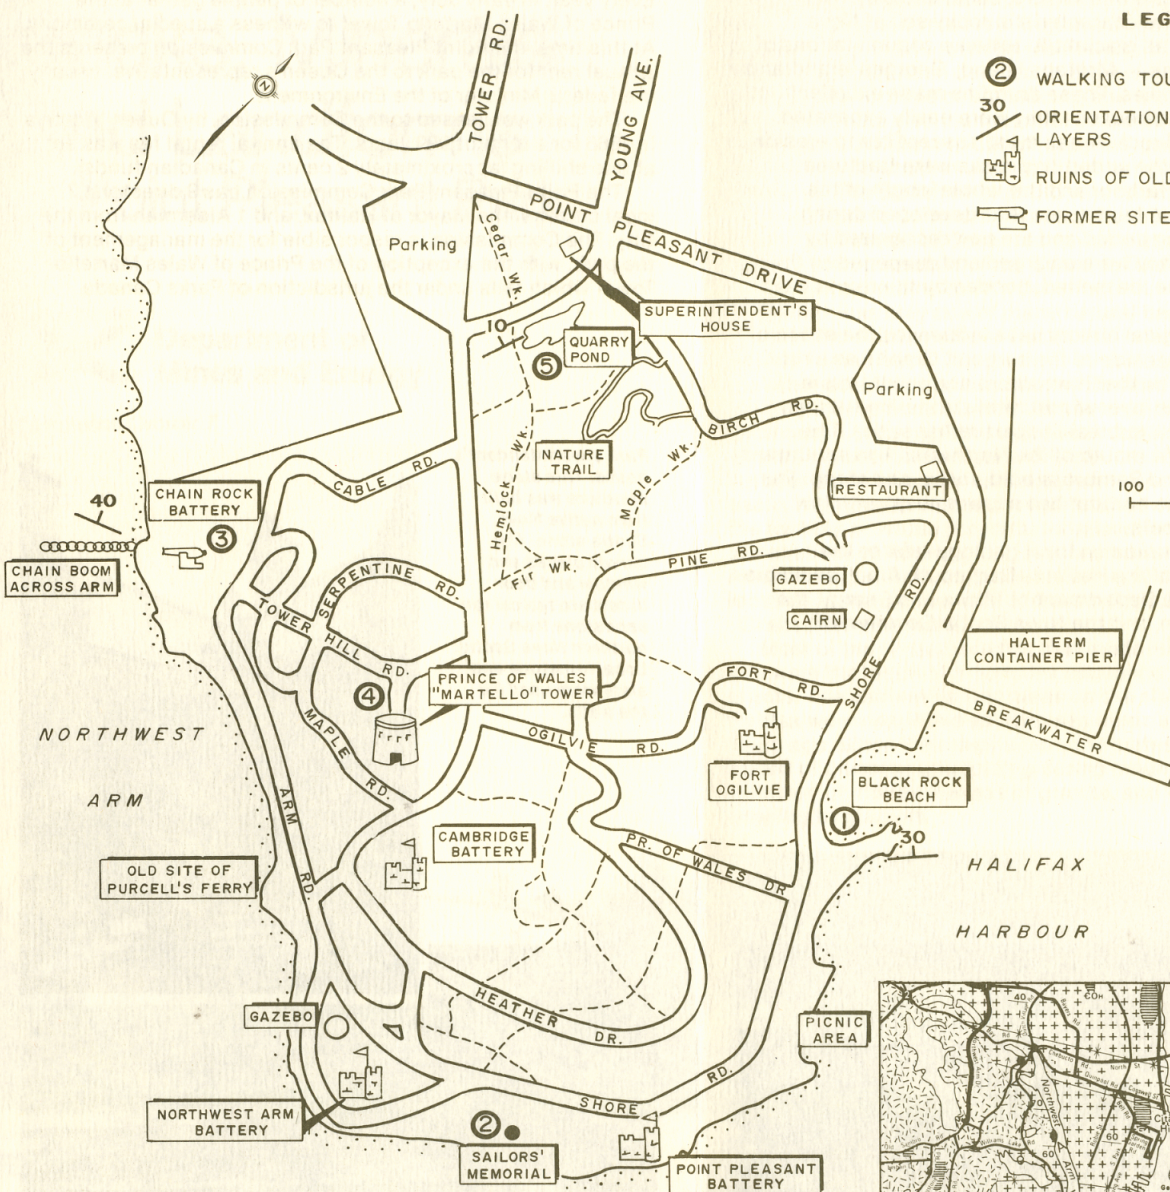 LEG
② WALKING TOU
30 ORIENTATION
LAYERS
RUINS OF OLD
FORMER SITE
N
TOWER RD.
YOUNG AVE.
POINT PLEASANT DRIVE
Parking
Cedar Wk.
SUPERINTENDENT'S
HOUSE
10
QUARRY
POND
⑤
Parking
BIRCH RD.
NATURE
TRAIL
Hemlock Wk.
Maple Wk.
Fir Wk.
CABLE RD.
RESTAURANT
100
CHAIN ROCK
BATTERY
③
40
CHAIN BOOM
ACROSS ARM
SERPENTINE RD.
PINE RD.
GAZEBO
CAIRN
TOWER HILL RD.
HALTERM
CONTAINER PIER
PRINCE OF WALES
"MARTELLO" TOWER
④
FORT RD.
SHORE RD.
BREAKWATER
NORTHWEST
ARM
MAPLE RD.
OGILVIE RD.
FORT
OGILVIE
BLACK ROCK
BEACH
①
30
ARM RD.
CAMBRIDGE
BATTERY
PR. OF WALES DR
HALIFAX
HARBOUR
OLD SITE OF
PURCELL'S FERRY
HEATHER DR.
GAZEBO
PICNIC
AREA
NORTHWEST ARM
BATTERY
SHORE RD.
②
SAILORS'
MEMORIAL
POINT PLEASANT
BATTERY
40
60
Northwest Arm
60